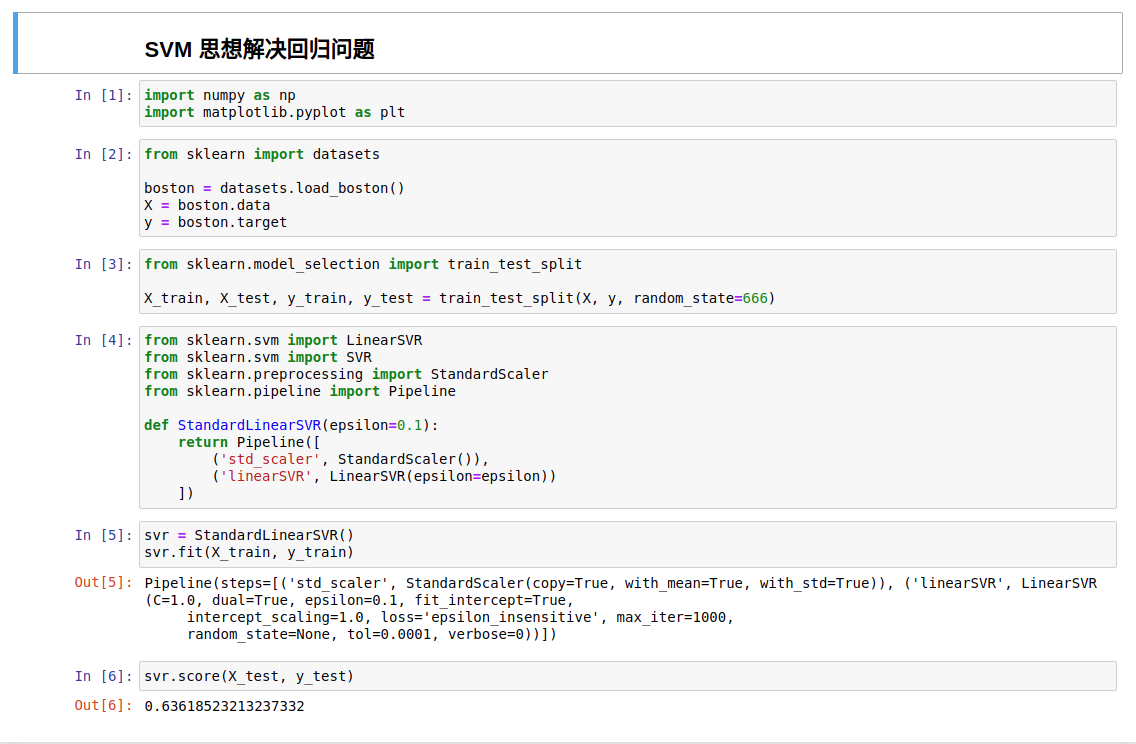 SVM 思想解决回归问题
In [1]: import numpy as np
import matplotlib.pyplot as plt
In [2]: from sklearn import datasets
boston = datasets.load_boston()
X = boston.data
y = boston.target
In [3]: from sklearn.model_selection import train_test_split
X_train, X_test, y_train, y_test = train_test_split(X, y, random_state=666)
In [4]: from sklearn.svm import LinearSVR
from sklearn.svm import SVR
from sklearn.preprocessing import StandardScaler
from sklearn.pipeline import Pipeline
def StandardLinearSVR(epsilon=0.1):
    return Pipeline([
        ('std_scaler', StandardScaler()),
        ('linearSVR', LinearSVR(epsilon=epsilon))
    ])
In [5]: svr = StandardLinearSVR()
svr.fit(X_train, y_train)
Out[5]: Pipeline(steps=[('std_scaler', StandardScaler(copy=True, with_mean=True, with_std=True)), ('linearSVR', LinearSVR
(C=1.0, dual=True, epsilon=0.1, fit_intercept=True,
     intercept_scaling=1.0, loss='epsilon_insensitive', max_iter=1000,
     random_state=None, tol=0.0001, verbose=0))])
In [6]: svr.score(X_test, y_test)
Out[6]: 0.63618523213237332